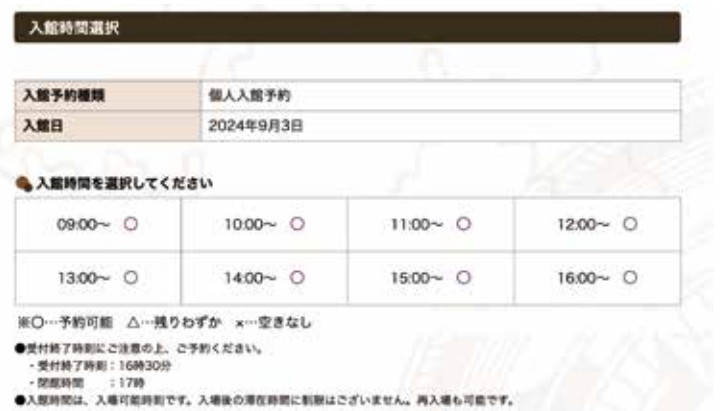 入館時間選択
入館予約種類 個人入館予約
入館日 2024年9月3日
入館時間を選択してください
09:00～ ○ 10:00～ ○ 11:00～ ○ 12:00～ ○
13:00～ ○ 14:00～ ○ 15:00～ ○ 16:00～ ○
※○…予約可能 △…残りわずか ×…空きなし
●受付終了時刻にご注意の上、ご予約ください。
・受付終了時刻：16時30分
・閉館時間 ：17時
●入館時間は、入場可能時刻です。入場後の滞在時間に制限はございません。再入場も可能です。